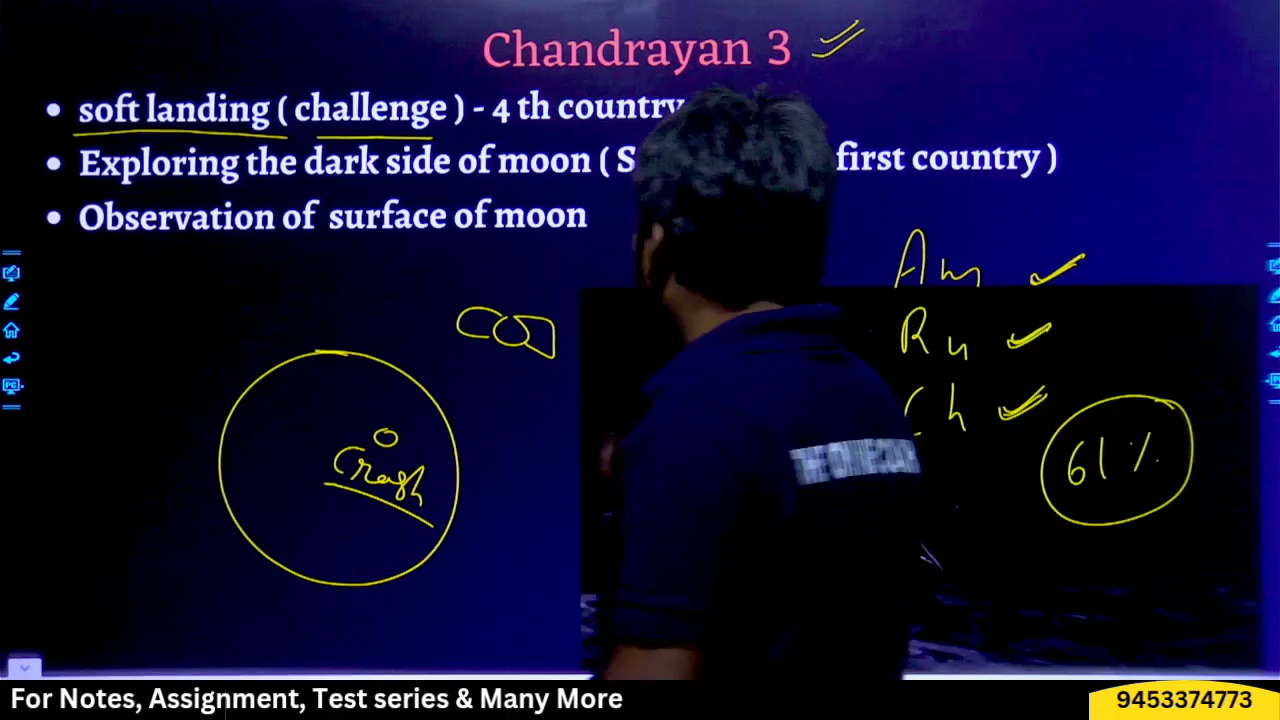 Chandrayan 3
• soft landing ( challenge ) - 4 th country
• Exploring the dark side of moon ( S first country )
• Observation of surface of moon
Am
Ru
Ch
61 %
Crash
For Notes, Assignment, Test series & Many More
9453374773